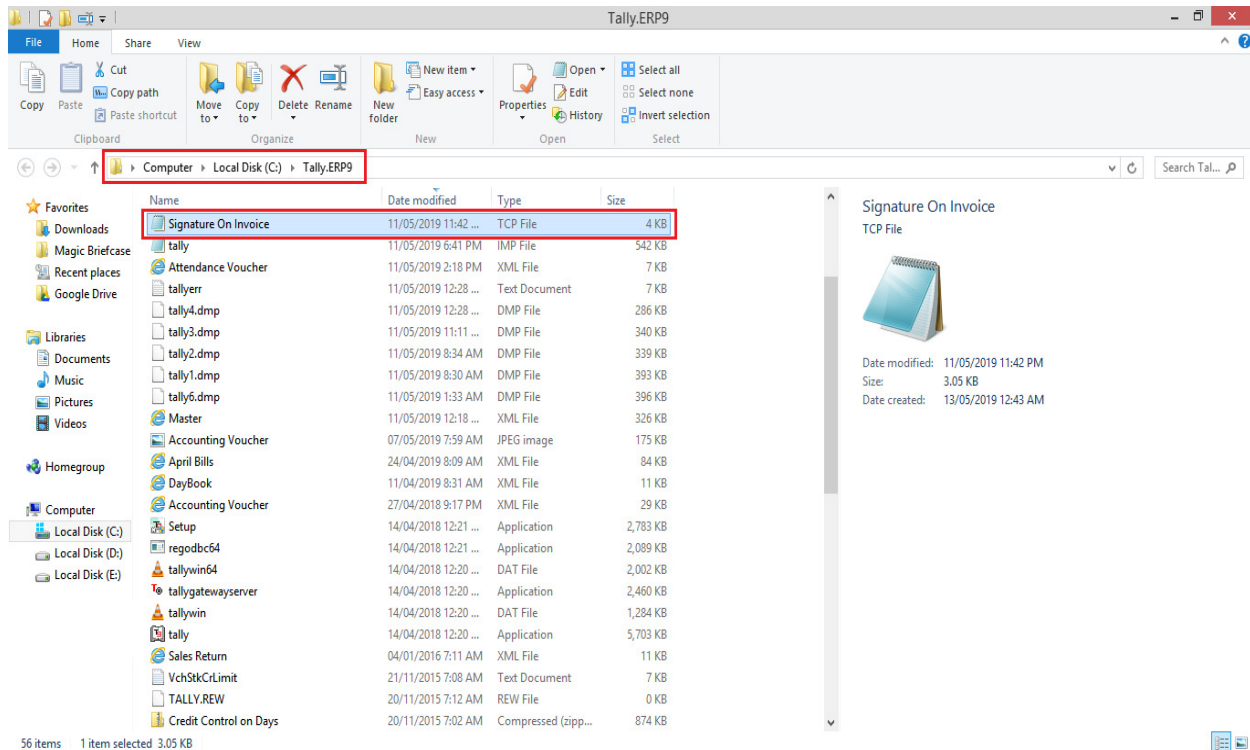 Tally.ERP9
File Home Share View
Copy Paste Cut Copy path Paste shortcut
Move to Copy to Delete Rename
New folder New item Easy access
Properties Open Edit History
Select all Select none Invert selection
Clipboard Organize New Open Select
Computer Local Disk (C:) Tally.ERP9
Search Tal...
Favorites
Downloads
Magic Briefcase
Recent places
Google Drive
Libraries
Documents
Music
Pictures
Videos
Homegroup
Computer
Local Disk (C:)
Local Disk (D:)
Local Disk (E:)
Name Date modified Type Size
Signature On Invoice 11/05/2019 11:42 ... TCP File 4 KB
tally 11/05/2019 6:41 PM IMP File 542 KB
Attendance Voucher 11/05/2019 2:18 PM XML File 7 KB
tallyerr 11/05/2019 12:28 ... Text Document 7 KB
tally4.dmp 11/05/2019 12:28 ... DMP File 286 KB
tally3.dmp 11/05/2019 11:11 ... DMP File 340 KB
tally2.dmp 11/05/2019 8:34 AM DMP File 339 KB
tally1.dmp 11/05/2019 8:30 AM DMP File 393 KB
tally6.dmp 11/05/2019 1:33 AM DMP File 396 KB
Master 11/05/2019 12:18 ... XML File 326 KB
Accounting Voucher 07/05/2019 7:59 AM JPEG image 175 KB
April Bills 24/04/2019 8:09 AM XML File 84 KB
DayBook 11/04/2019 8:31 AM XML File 11 KB
Accounting Voucher 27/04/2018 9:17 PM XML File 29 KB
Setup 14/04/2018 12:21 ... Application 2,783 KB
regodbc64 14/04/2018 12:21 ... Application 2,089 KB
tallywin64 14/04/2018 12:20 ... DAT File 2,002 KB
tallygatewayserver 14/04/2018 12:20 ... Application 2,460 KB
tallywin 14/04/2018 12:20 ... DAT File 1,284 KB
tally 14/04/2018 12:20 ... Application 5,703 KB
Sales Return 04/01/2016 7:11 AM XML File 11 KB
VchStkCrLimit 21/11/2015 7:08 AM Text Document 7 KB
TALLY.REW 20/11/2015 7:12 AM REW File 0 KB
Credit Control on Days 20/11/2015 7:02 AM Compressed (zipp... 874 KB
Signature On Invoice
TCP File
Date modified: 11/05/2019 11:42 PM
Size: 3.05 KB
Date created: 13/05/2019 12:43 AM
56 items 1 item selected 3.05 KB